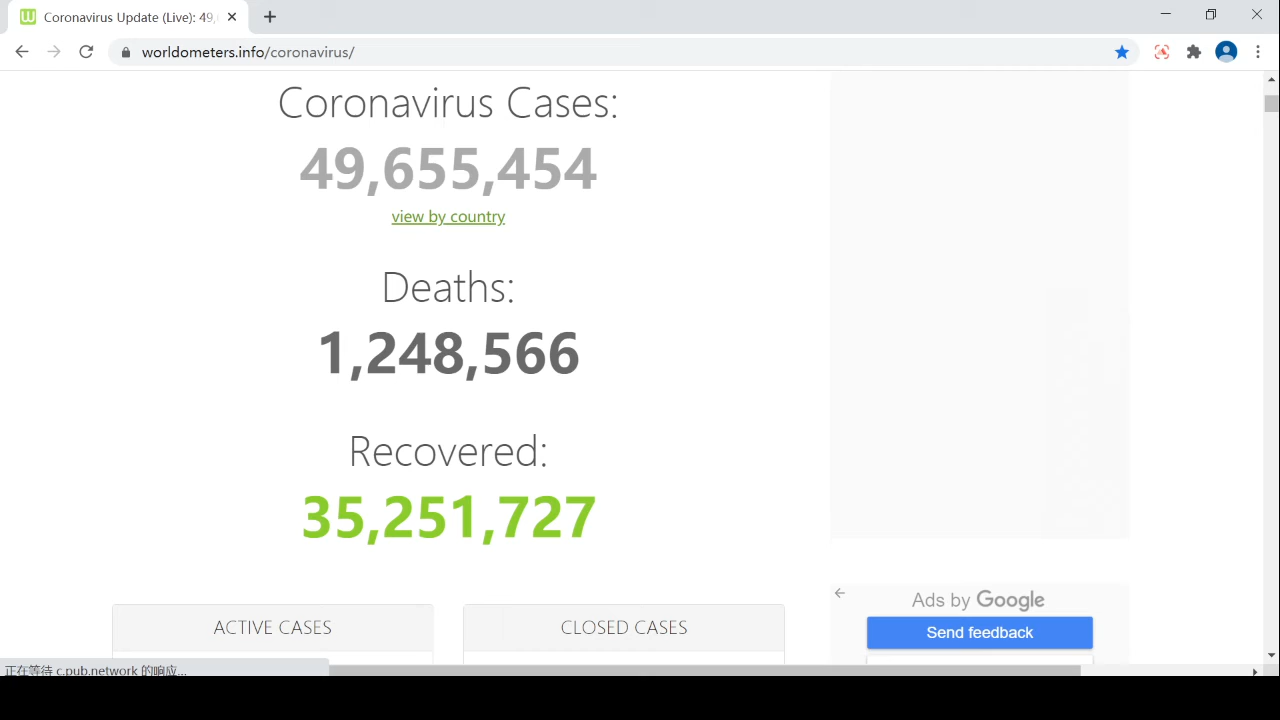 Coronavirus Update (Live): 49,
worldometers.info/coronavirus/
Coronavirus Cases:
49,655,454
view by country
Deaths:
1,248,566
Recovered:
35,251,727
ACTIVE CASES
CLOSED CASES
Ads by Google
Send feedback
正在等待 c.pub.network 的响应...